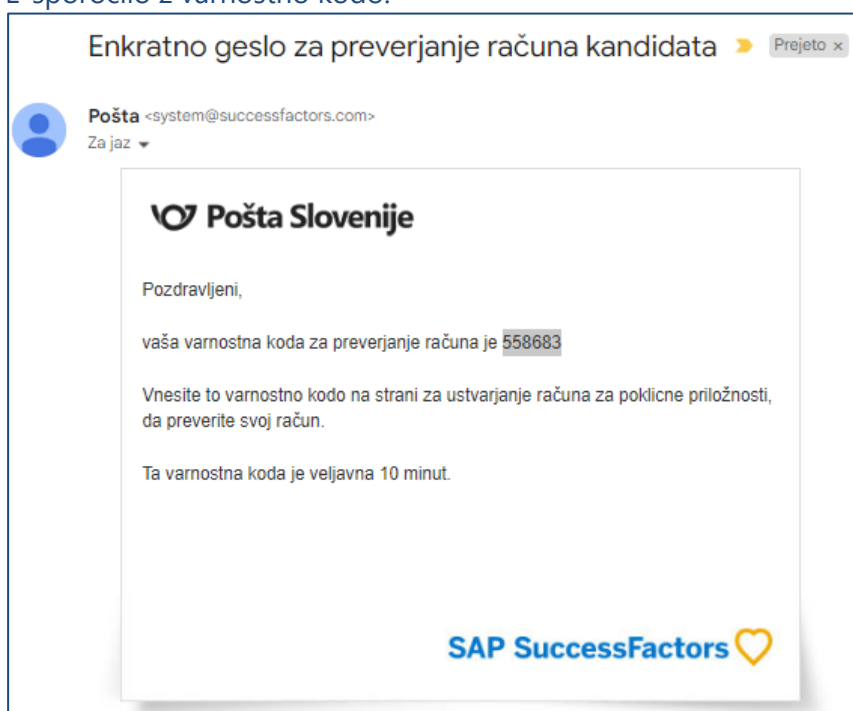 E-sporočilo z varnostno kodo:
Enkratno geslo za preverjanje računa kandidata
Prejeto ×
Pošta <system@successfactors.com>
Za jaz
Pošta Slovenije
Pozdravljeni,
vaša varnostna koda za preverjanje računa je 558683
Vnesite to varnostno kodo na strani za ustvarjanje računa za poklicne priložnosti,
da preverite svoj račun.
Ta varnostna koda je veljavna 10 minut.
SAP SuccessFactors